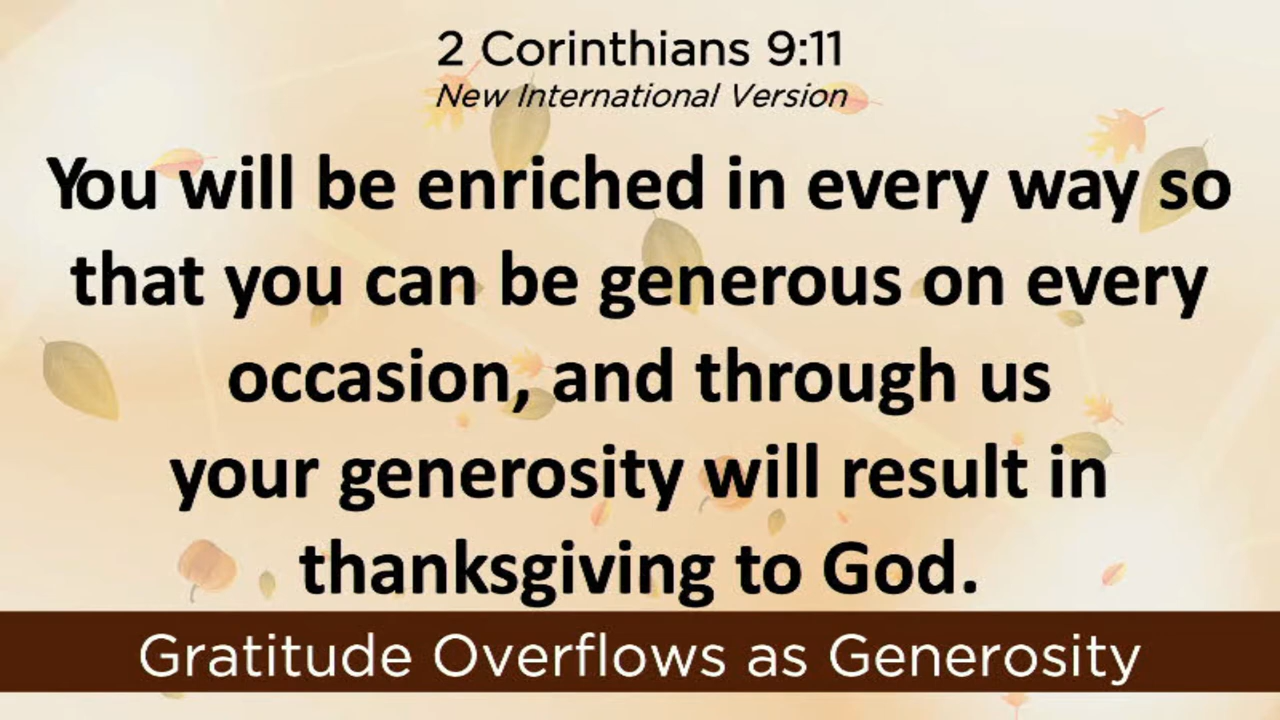 2 Corinthians 9:11
New International Version
You will be enriched in every way so
that you can be generous on every
occasion, and through us
your generosity will result in
thanksgiving to God.
Gratitude Overflows as Generosity